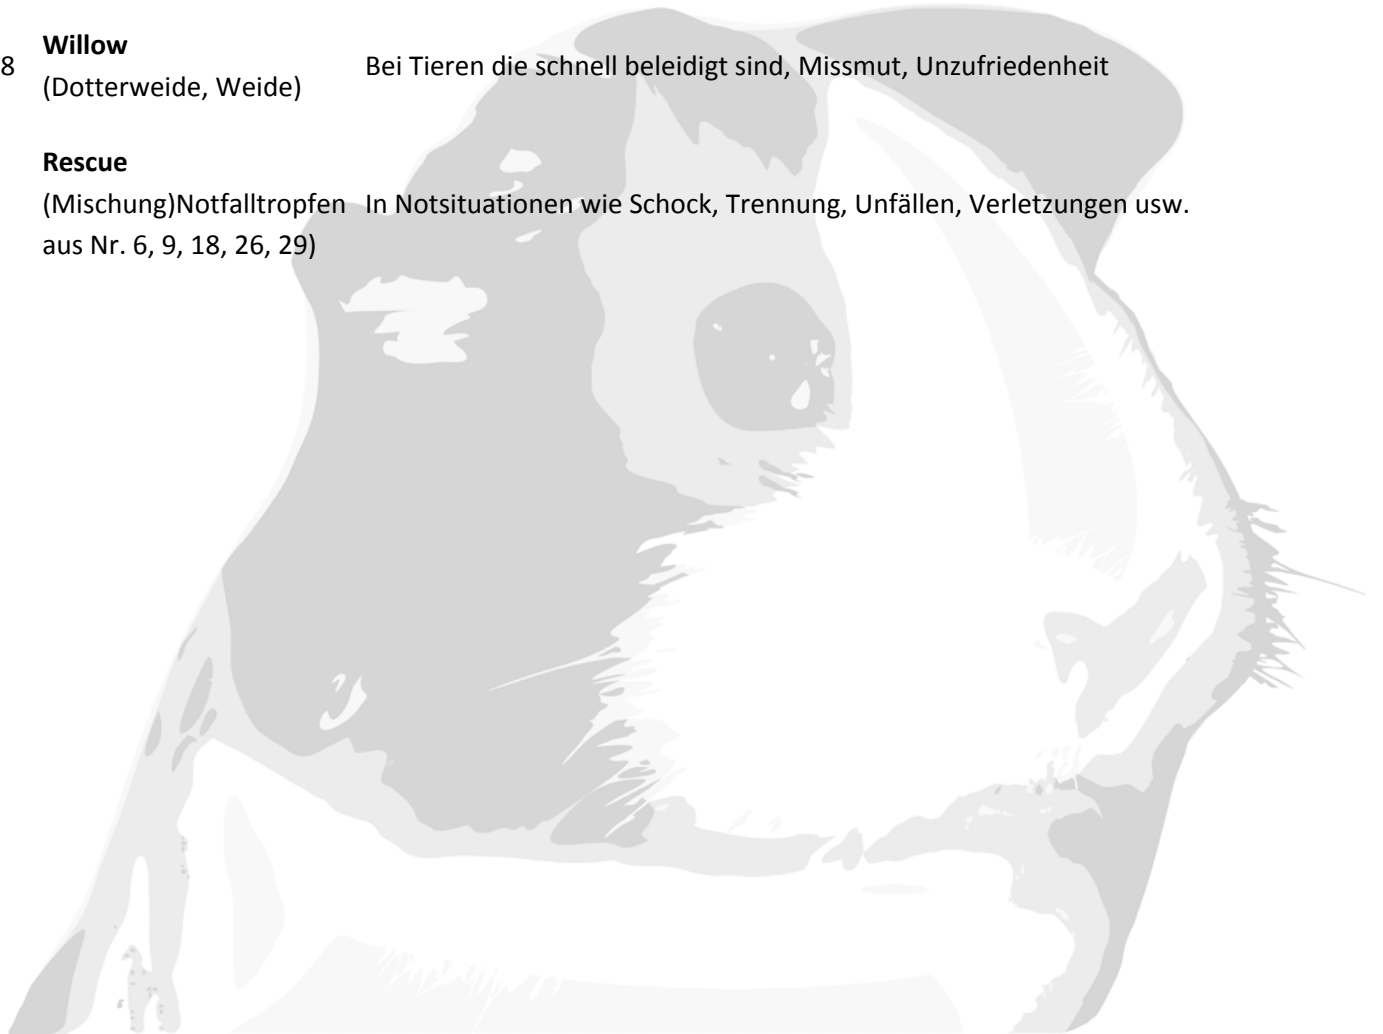 Willow
8 (Dotterweide, Weide) Bei Tieren die schnell beleidigt sind, Missmut, Unzufriedenheit
Rescue
(Mischung)Notfalltropfen In Notsituationen wie Schock, Trennung, Unfällen, Verletzungen usw.
aus Nr. 6, 9, 18, 26, 29)